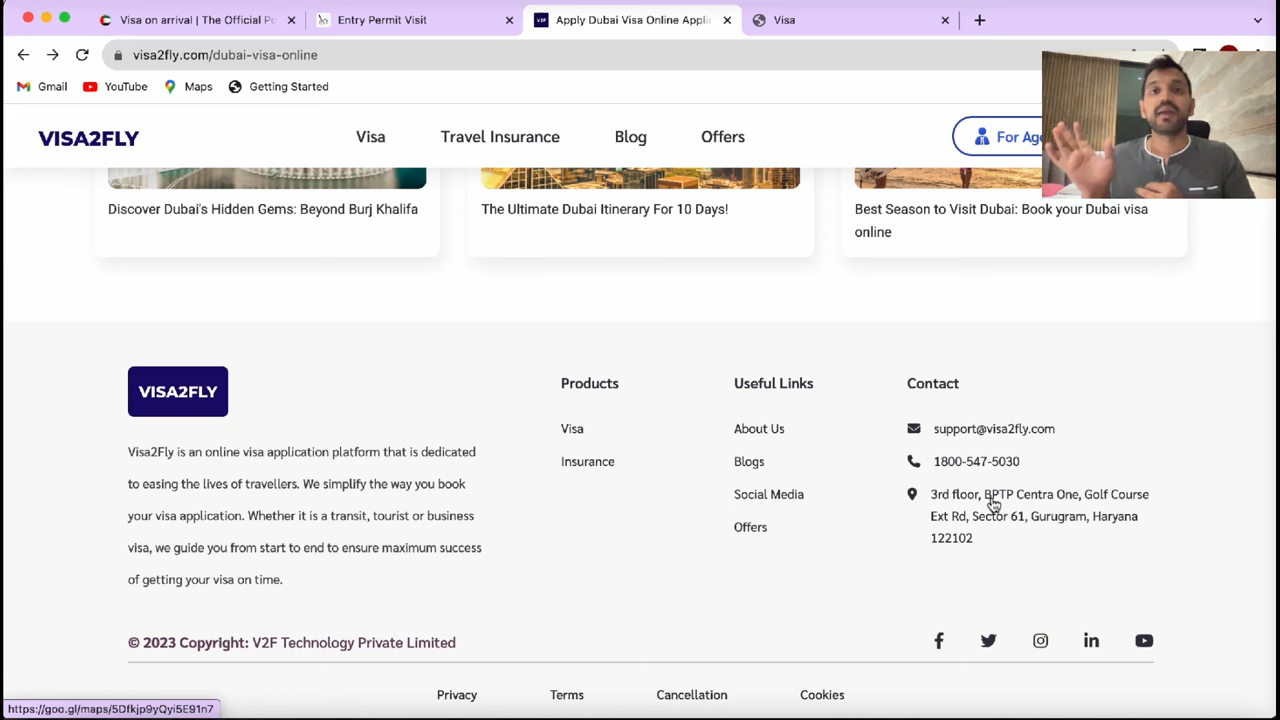 Visa on arrival | The Official Po
Entry Permit Visit
V2F
Apply Dubai Visa Online Applic
Visa
visa2fly.com/dubai-visa-online
Gmail
YouTube
Maps
Getting Started
VISA2FLY
Visa
Travel Insurance
Blog
Offers
For Age
Discover Dubai's Hidden Gems: Beyond Burj Khalifa
The Ultimate Dubai Itinerary For 10 Days!
Best Season to Visit Dubai: Book your Dubai visa
online
VISA2FLY
Visa2Fly is an online visa application platform that is dedicated
to easing the lives of travellers. We simplify the way you book
your visa application. Whether it is a transit, tourist or business
visa, we guide you from start to end to ensure maximum success
of getting your visa on time.
Products
Visa
Insurance
Useful Links
About Us
Blogs
Social Media
Offers
Contact
support@visa2fly.com
1800-547-5030
3rd floor, BPTP Centra One, Golf Course
Ext Rd, Sector 61, Gurugram, Haryana
122102
© 2023 Copyright: V2F Technology Private Limited
Privacy
Terms
Cancellation
Cookies
https://goo.gl/maps/5Dfkjp9yQyi5E91n7